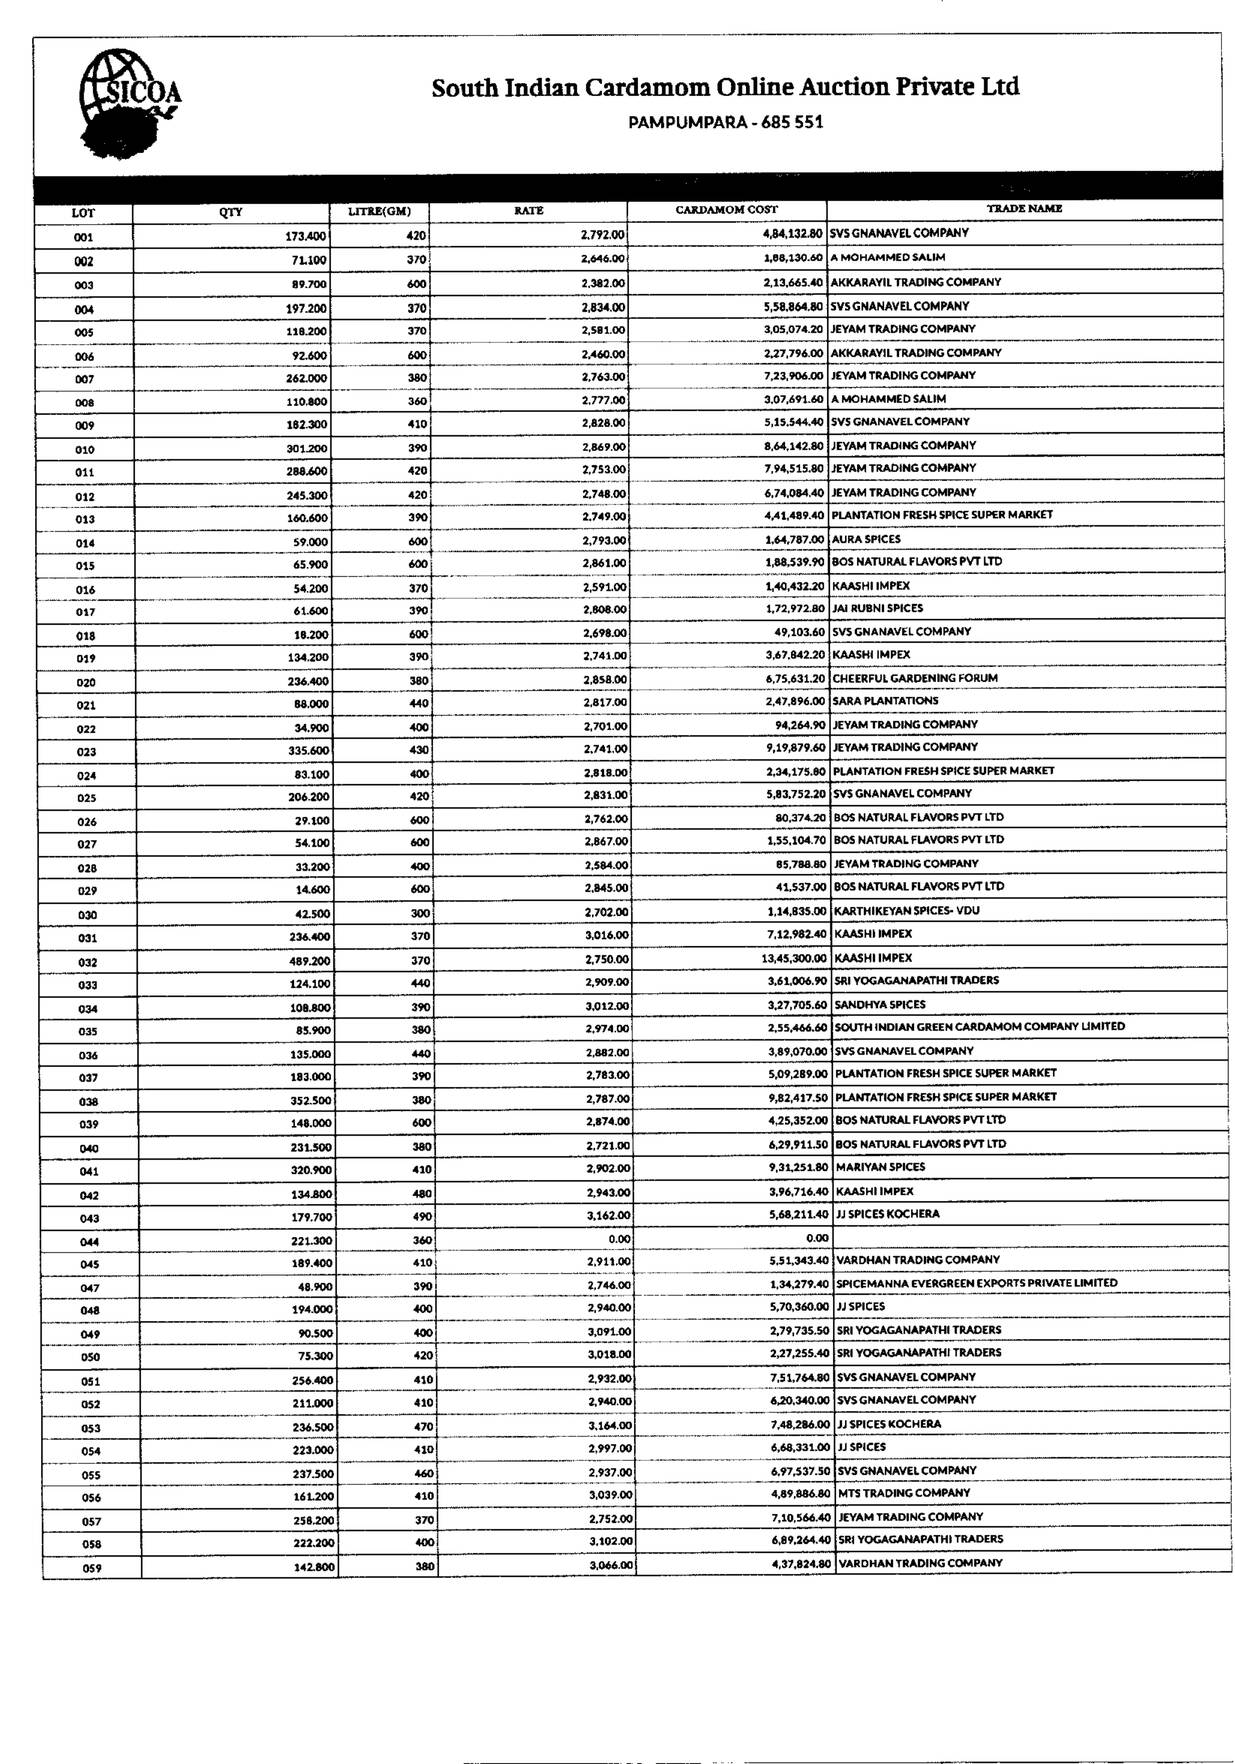 SICOA
South Indian Cardamom Online Auction Private Ltd
PAMPUMPARA - 685 551
LOT QTY LITRE(GM) RATE CARDAMOM COST TRADE NAME
001 173.400 420 2,792.00 4,84,132.80 SVS GNANAVEL COMPANY
002 71.100 370 2,646.00 1,88,130.60 A MOHAMMED SALIM
003 89.700 600 2,382.00 2,13,665.40 AKKARAYIL TRADING COMPANY
004 197.200 370 2,834.00 5,58,864.80 SVS GNANAVEL COMPANY
005 118.200 370 2,581.00 3,05,074.20 JEYAM TRADING COMPANY
006 92.600 600 2,460.00 2,27,796.00 AKKARAYIL TRADING COMPANY
007 262.000 380 2,763.00 7,23,906.00 JEYAM TRADING COMPANY
008 110.800 360 2,777.00 3,07,691.60 A MOHAMMED SALIM
009 182.300 410 2,828.00 5,15,544.40 SVS GNANAVEL COMPANY
010 301.200 390 2,869.00 8,64,142.80 JEYAM TRADING COMPANY
011 288.600 420 2,753.00 7,94,515.80 JEYAM TRADING COMPANY
012 245.300 420 2,748.00 6,74,084.40 JEYAM TRADING COMPANY
013 160.600 390 2,749.00 4,41,489.40 PLANTATION FRESH SPICE SUPER MARKET
014 59.000 600 2,793.00 1,64,787.00 AURA SPICES
015 65.900 600 2,861.00 1,88,539.90 BOS NATURAL FLAVORS PVT LTD
016 54.200 370 2,591.00 1,40,432.20 KAASHI IMPEX
017 61.600 390 2,808.00 1,72,972.80 JAI RUBNI SPICES
018 18.200 600 2,698.00 49,103.60 SVS GNANAVEL COMPANY
019 134.200 390 2,741.00 3,67,842.20 KAASHI IMPEX
020 236.400 380 2,858.00 6,75,631.20 CHEERFUL GARDENING FORUM
021 88.000 440 2,817.00 2,47,896.00 SARA PLANTATIONS
022 34.900 400 2,701.00 94,264.90 JEYAM TRADING COMPANY
023 335.600 430 2,741.00 9,19,879.60 JEYAM TRADING COMPANY
024 83.100 400 2,818.00 2,34,175.80 PLANTATION FRESH SPICE SUPER MARKET
025 206.200 420 2,831.00 5,83,752.20 SVS GNANAVEL COMPANY
026 29.100 600 2,762.00 80,374.20 BOS NATURAL FLAVORS PVT LTD
027 54.100 600 2,867.00 1,55,104.70 BOS NATURAL FLAVORS PVT LTD
028 33.200 400 2,584.00 85,788.80 JEYAM TRADING COMPANY
029 14.600 600 2,845.00 41,537.00 BOS NATURAL FLAVORS PVT LTD
030 42.500 300 2,702.00 1,14,835.00 KARTHIKEYAN SPICES- VDU
031 236.400 370 3,016.00 7,12,982.40 KAASHI IMPEX
032 489.200 370 2,750.00 13,45,300.00 KAASHI IMPEX
033 124.100 440 2,909.00 3,61,006.90 SRI YOGAGANAPATHI TRADERS
034 108.800 390 3,012.00 3,27,705.60 SANDHYA SPICES
035 85.900 380 2,974.00 2,55,466.60 SOUTH INDIAN GREEN CARDAMOM COMPANY LIMITED
036 135.000 440 2,882.00 3,89,070.00 SVS GNANAVEL COMPANY
037 183.000 390 2,783.00 5,09,289.00 PLANTATION FRESH SPICE SUPER MARKET
038 352.500 380 2,787.00 9,82,417.50 PLANTATION FRESH SPICE SUPER MARKET
039 148.000 600 2,874.00 4,25,352.00 BOS NATURAL FLAVORS PVT LTD
040 231.500 380 2,721.00 6,29,911.50 BOS NATURAL FLAVORS PVT LTD
041 320.900 410 2,902.00 9,31,251.80 MARIYAN SPICES
042 134.800 480 2,943.00 3,96,716.40 KAASHI IMPEX
043 179.700 490 3,162.00 5,68,211.40 JJ SPICES KOCHERA
044 221.300 360 0.00 0.00
045 189.400 410 2,911.00 5,51,343.40 VARDHAN TRADING COMPANY
047 48.900 390 2,746.00 1,34,279.40 SPICEMANNA EVERGREEN EXPORTS PRIVATE LIMITED
048 194.000 400 2,940.00 5,70,360.00 JJ SPICES
049 90.500 400 3,091.00 2,79,735.50 SRI YOGAGANAPATHI TRADERS
050 75.300 420 3,018.00 2,27,255.40 SRI YOGAGANAPATHI TRADERS
051 256.400 410 2,932.00 7,51,764.80 SVS GNANAVEL COMPANY
052 211.000 410 2,940.00 6,20,340.00 SVS GNANAVEL COMPANY
053 236.500 470 3,164.00 7,48,286.00 JJ SPICES KOCHERA
054 223.000 410 2,997.00 6,68,331.00 JJ SPICES
055 237.500 460 2,937.00 6,97,537.50 SVS GNANAVEL COMPANY
056 161.200 410 3,039.00 4,89,886.80 MTS TRADING COMPANY
057 258.200 370 2,752.00 7,10,566.40 JEYAM TRADING COMPANY
058 222.200 400 3,102.00 6,89,264.40 SRI YOGAGANAPATHI TRADERS
059 142.800 380 3,066.00 4,37,824.80 VARDHAN TRADING COMPANY